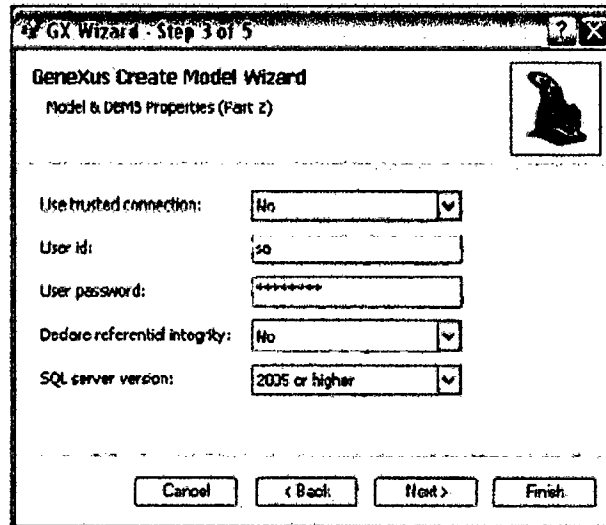 GX Wizard - Step 3 of 5
GeneXus Create Model Wizard
Model & DBMS Properties (Part 2)
Use trusted connection: No
User id: sa
User password: ********
Declare referential integrity: No
SQL server version: 2005 or higher
Cancel < Back Next > Finish